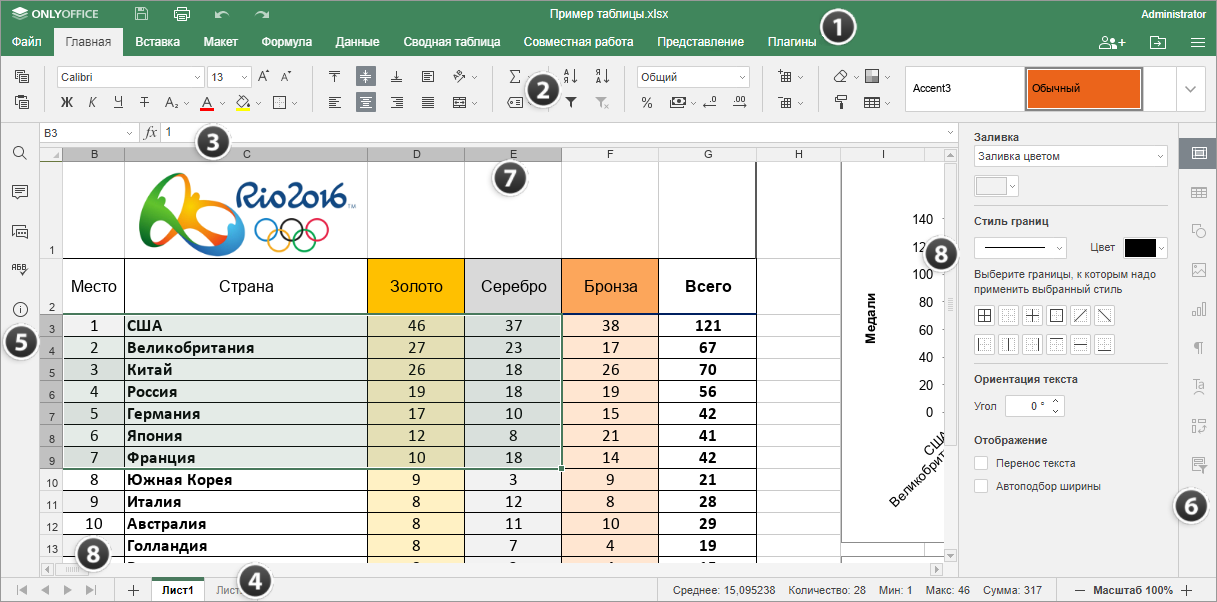 ONLYOFFICE Пример таблицы.xlsx Administrator
Файл Главная Вставка Макет Формула Данные Сводная таблица Совместная работа Представление Плагины 1
Calibri 13 Общий
Ж К Ч Т А₂ А % .0 .00 2 Accent3 Обычный
B3 fx 1 3
Заливка
Заливка цветом
B C D E F G H I
7
Rio2016™
1
Стиль границ
Цвет
8
Выберите границы, к которым надо
применить выбранный стиль
2 Место Страна Золото Серебро Бронза Всего
3 1 США 46 37 38 121
4 2 Великобритания 27 23 17 67
5 3 Китай 26 18 26 70
6 4 Россия 19 18 19 56
7 5 Германия 17 10 15 42
8 6 Япония 12 8 21 41
9 7 Франция 10 18 14 42
10 8 Южная Корея 9 3 9 21
11 9 Италия 8 12 8 28
12 10 Австралия 8 11 10 29
13 Голландия 8 7 4 19
8
5
АБВ
Медали
140
100
80
60
40
20
0
США
Ориентация текста
Угол 0 °
Отображение
Перенос текста
Автоподбор ширины
6
Лист1 4
Среднее: 15,095238 Количество: 28 Мин: 1 Макс: 46 Сумма: 317 Масштаб 100%